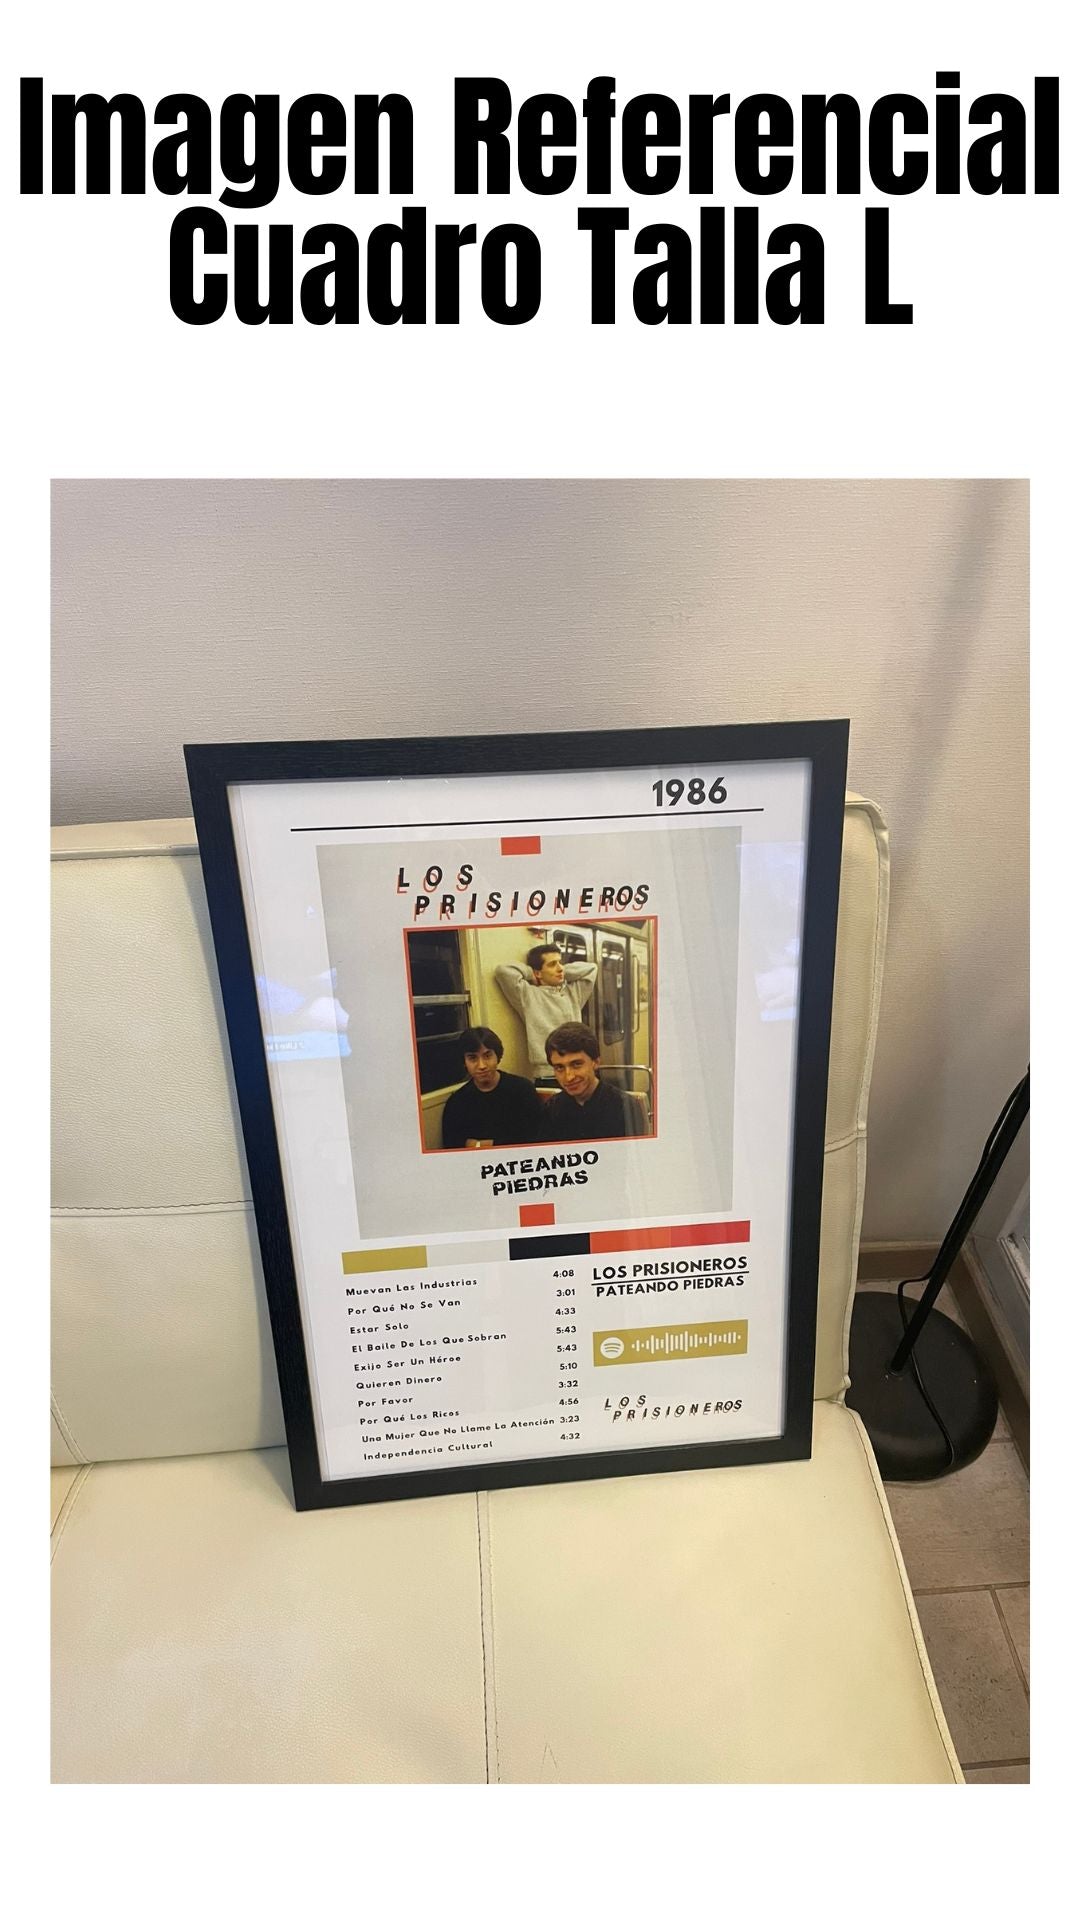 Imagen Referencial
Cuadro Talla L
1986
LOS
PRISIONEROS
PATEANDO
PIEDRAS
Muevan Las Industrias 4:08
Por Qué No Se Van 3:01
Estar Solo 4:33
El Baile De Los Que Sobran 5:43
Exijo Ser Un Héroe 5:43
Quieren Dinero 5:10
Por Favor 3:32
Por Qué Los Ricos 4:56
Una Mujer Que No Llame La Atención 3:23
Independencia Cultural 4:32
LOS PRISIONEROS
PATEANDO PIEDRAS
LOS
PRISIONEROS